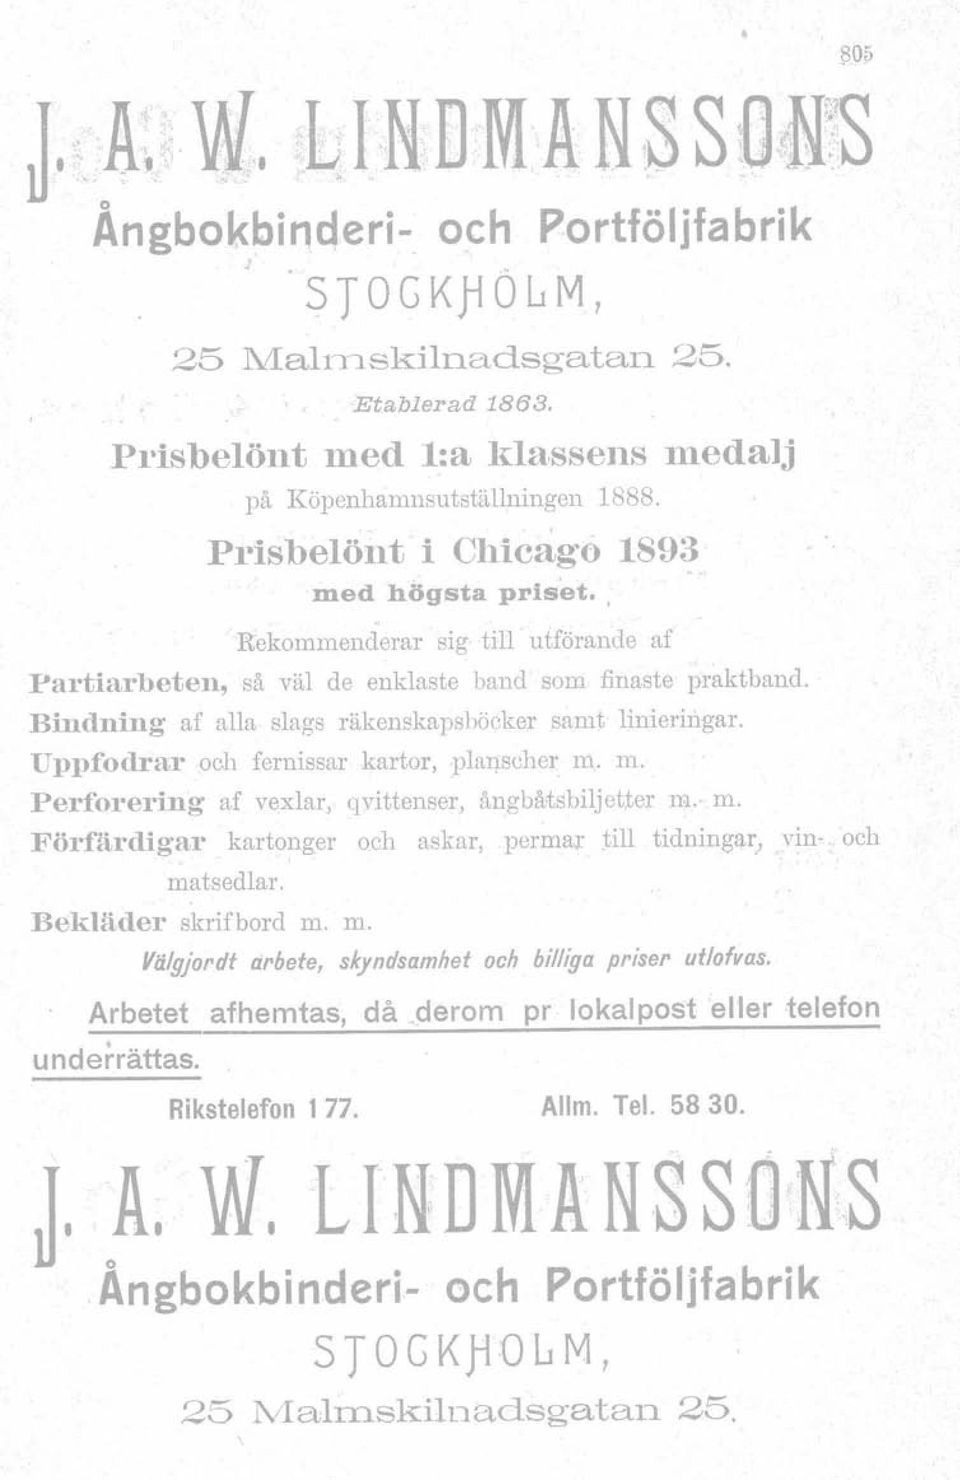 805
J. A. W. LINDMANSSONS
Ångbokbinderi- och Portföljfabrik
STOCKHOLM,
25 Malmskilnadsgatan 25.
Etablerad 1863.
Prisbelönt med 1:a klassens medalj
på Köpenhamnsutställningen 1888.
Prisbelönt i Chicago 1893
med högsta priset.
Rekommenderar sig till utförande af
Partiarbeten, så väl de enklaste band som finaste praktband.
Bindning af alla slags räkenskapsböcker samt linieringar.
Uppfodrar och fernissar kartor, planscher m. m.
Perforering af vexlar, qvittenser, ångbåtsbiljetter m. m.
Förfärdigar kartonger och askar, permar till tidningar, vin- och
matsedlar.
Bekläder skrifbord m. m.
Välgjordt arbete, skyndsamhet och billiga priser utlofvas.
Arbetet afhemtas, då derom pr lokalpost eller telefon
underrättas.
Rikstelefon 1 77. Allm. Tel. 58 30.
J. A. W. LINDMANSSONS
Ångbokbinderi- och Portföljfabrik
STOCKHOLM,
25 Malmskilnadsgatan 25.